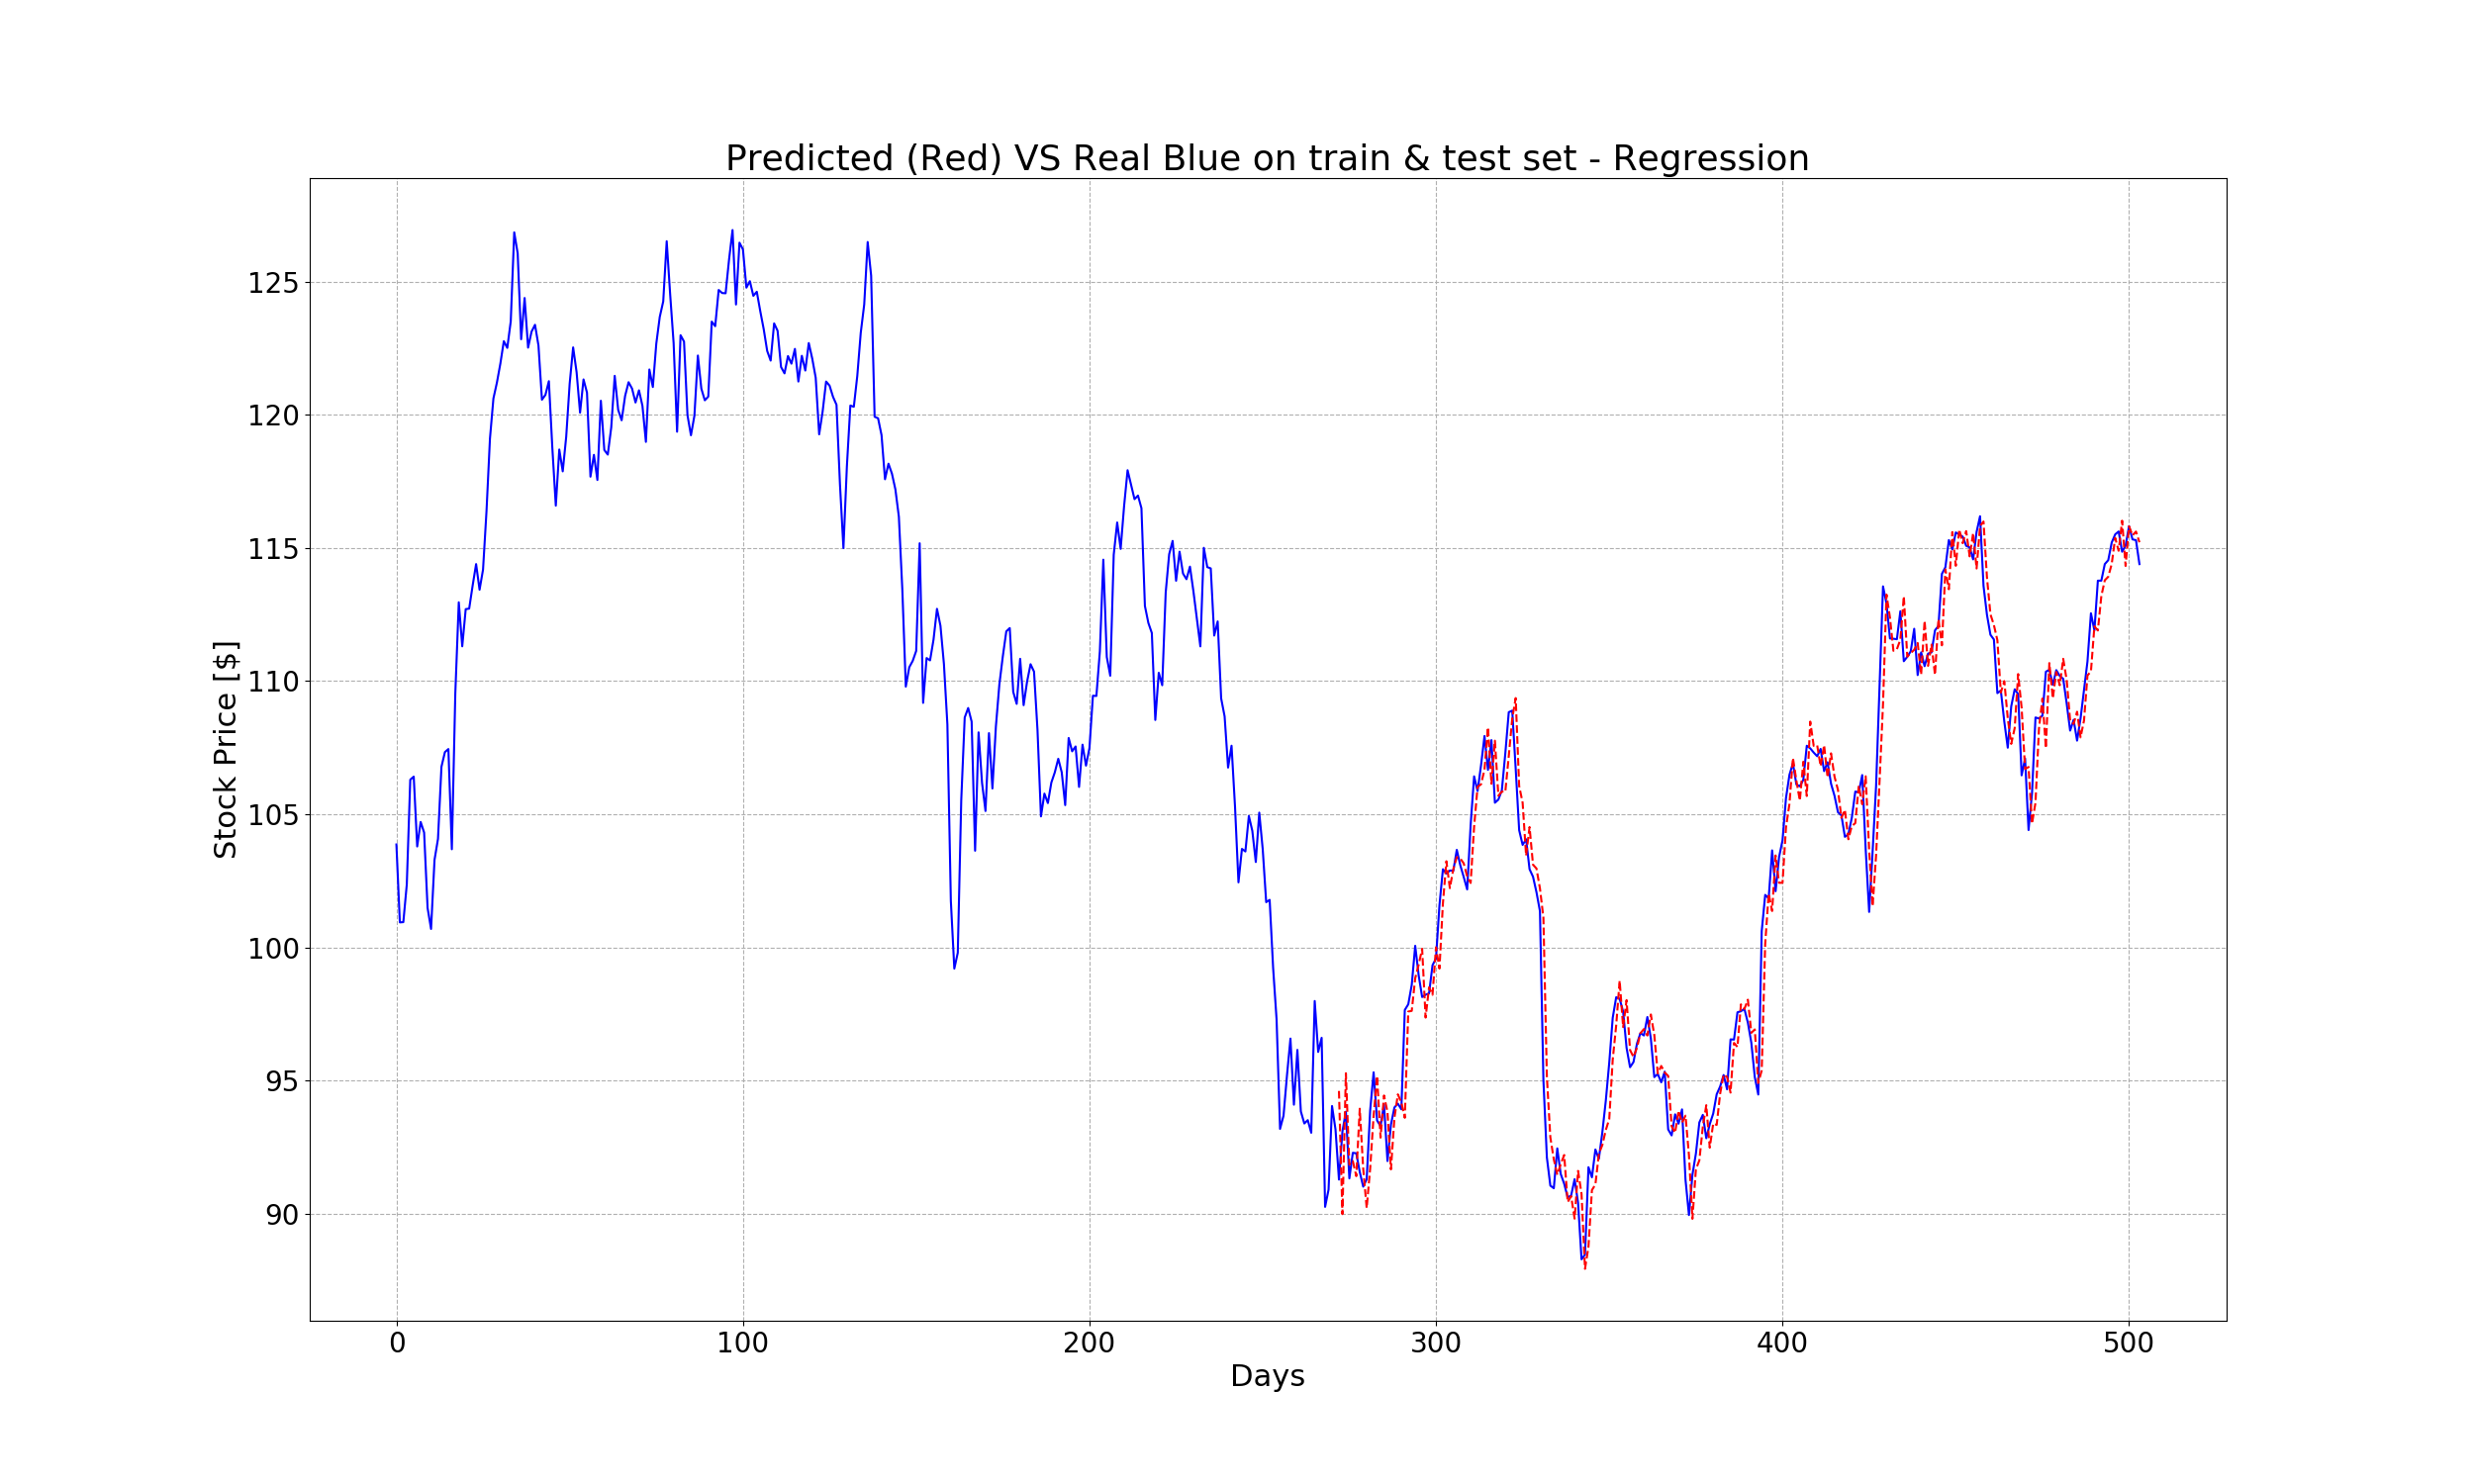 Predicted (Red) VS Real Blue on train & test set - Regression
Stock Price [$]
125
120
115
110
105
100
95
90
0 100 200 300 400 500
Days